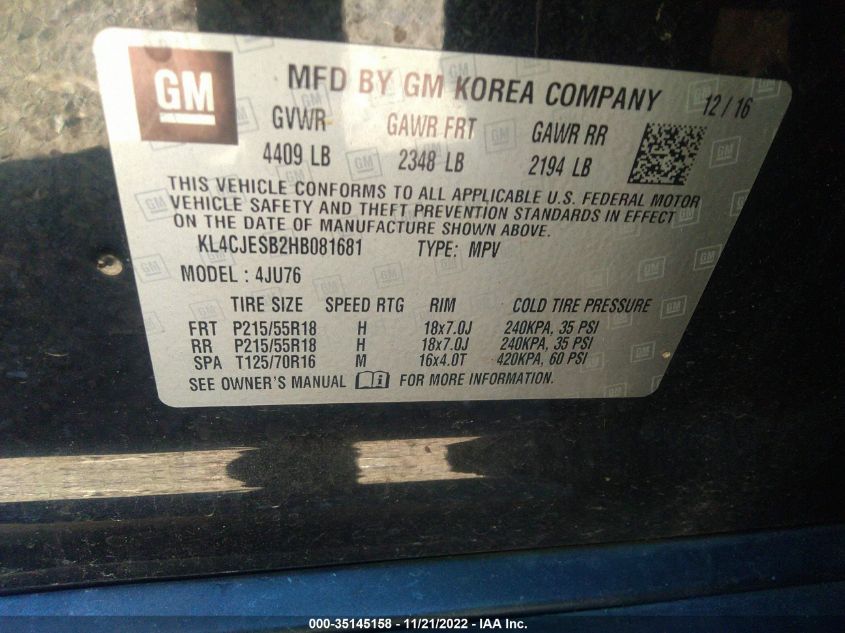 GM MFD BY GM KOREA COMPANY 12/16
GVWR GAWR FRT GAWR RR
4409 LB 2348 LB 2194 LB
THIS VEHICLE CONFORMS TO ALL APPLICABLE U.S. FEDERAL MOTOR
VEHICLE SAFETY AND THEFT PREVENTION STANDARDS IN EFFECT
ON THE DATE OF MANUFACTURE SHOWN ABOVE.
KL4CJESB2HB081681 TYPE: MPV
MODEL : 4JU76
TIRE SIZE SPEED RTG RIM COLD TIRE PRESSURE
FRT P215/55R18 H 18x7.0J 240KPA, 35 PSI
RR P215/55R18 H 18x7.0J 240KPA, 35 PSI
SPA T125/70R16 M 16x4.0T 420KPA, 60 PSI
SEE OWNER'S MANUAL FOR MORE INFORMATION.
000-35145158 - 11/21/2022 - IAA Inc.